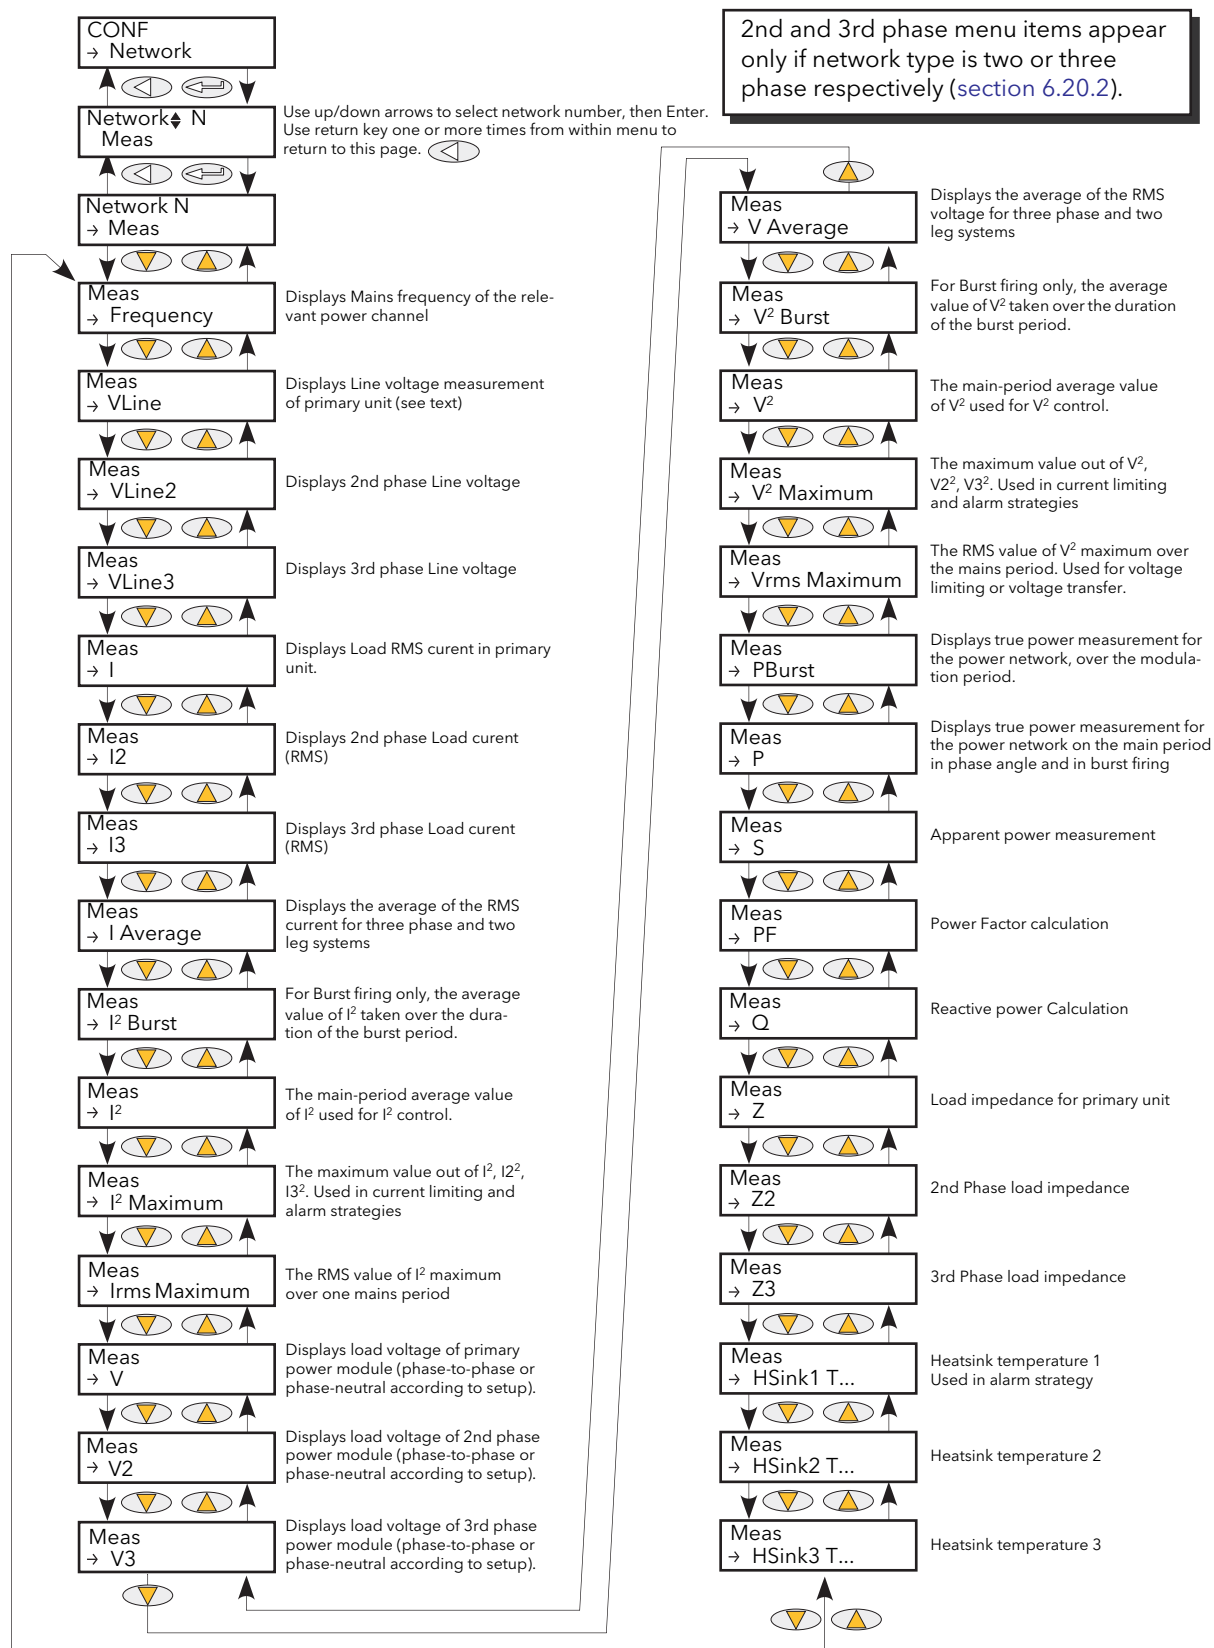 CONF
→ Network
Network N
Meas
Use up/down arrows to select network number, then Enter.
Use return key one or more times from within menu to
return to this page.
Network N
→ Meas
Meas
→ Frequency
Displays Mains frequency of the rele-
vant power channel
Meas
→ VLine
Displays Line voltage measurement
of primary unit (see text)
Meas
→ VLine2
Displays 2nd phase Line voltage
Meas
→ VLine3
Displays 3rd phase Line voltage
Meas
→ I
Displays Load RMS curent in primary
unit.
Meas
→ I2
Displays 2nd phase Load curent
(RMS)
Meas
→ I3
Displays 3rd phase Load curent
(RMS)
Meas
→ I Average
Displays the average of the RMS
current for three phase and two
leg systems
Meas
→ I² Burst
For Burst firing only, the average
value of I² taken over the dura-
tion of the burst period.
Meas
→ I²
The main-period average value
of I² used for I² control.
Meas
→ I² Maximum
The maximum value out of I², I2²,
I3². Used in current limiting and
alarm strategies
Meas
→ Irms Maximum
The RMS value of I² maximum
over one mains period
Meas
→ V
Displays load voltage of primary
power module (phase-to-phase or
phase-neutral according to setup).
Meas
→ V2
Displays load voltage of 2nd phase
power module (phase-to-phase or
phase-neutral according to setup).
Meas
→ V3
Displays load voltage of 3rd phase
power module (phase-to-phase or
phase-neutral according to setup).
2nd and 3rd phase menu items appear
only if network type is two or three
phase respectively (section 6.20.2).
Meas
→ V Average
Displays the average of the RMS
voltage for three phase and two
leg systems
Meas
→ V² Burst
For Burst firing only, the average
value of V² taken over the duration
of the burst period.
Meas
→ V²
The main-period average value
of V² used for V² control.
Meas
→ V² Maximum
The maximum value out of V²,
V2², V3². Used in current limiting
and alarm strategies
Meas
→ Vrms Maximum
The RMS value of V² maximum over
the mains period. Used for voltage
limiting or voltage transfer.
Meas
→ PBurst
Displays true power measurement for
the power network, over the modula-
tion period.
Meas
→ P
Displays true power measurement for
the power network on the main period
in phase angle and in burst firing
Meas
→ S
Apparent power measurement
Meas
→ PF
Power Factor calculation
Meas
→ Q
Reactive power Calculation
Meas
→ Z
Load impedance for primary unit
Meas
→ Z2
2nd Phase load impedance
Meas
→ Z3
3rd Phase load impedance
Meas
→ HSink1 T...
Heatsink temperature 1
Used in alarm strategy
Meas
→ HSink2 T...
Heatsink temperature 2
Meas
→ HSink3 T...
Heatsink temperature 3